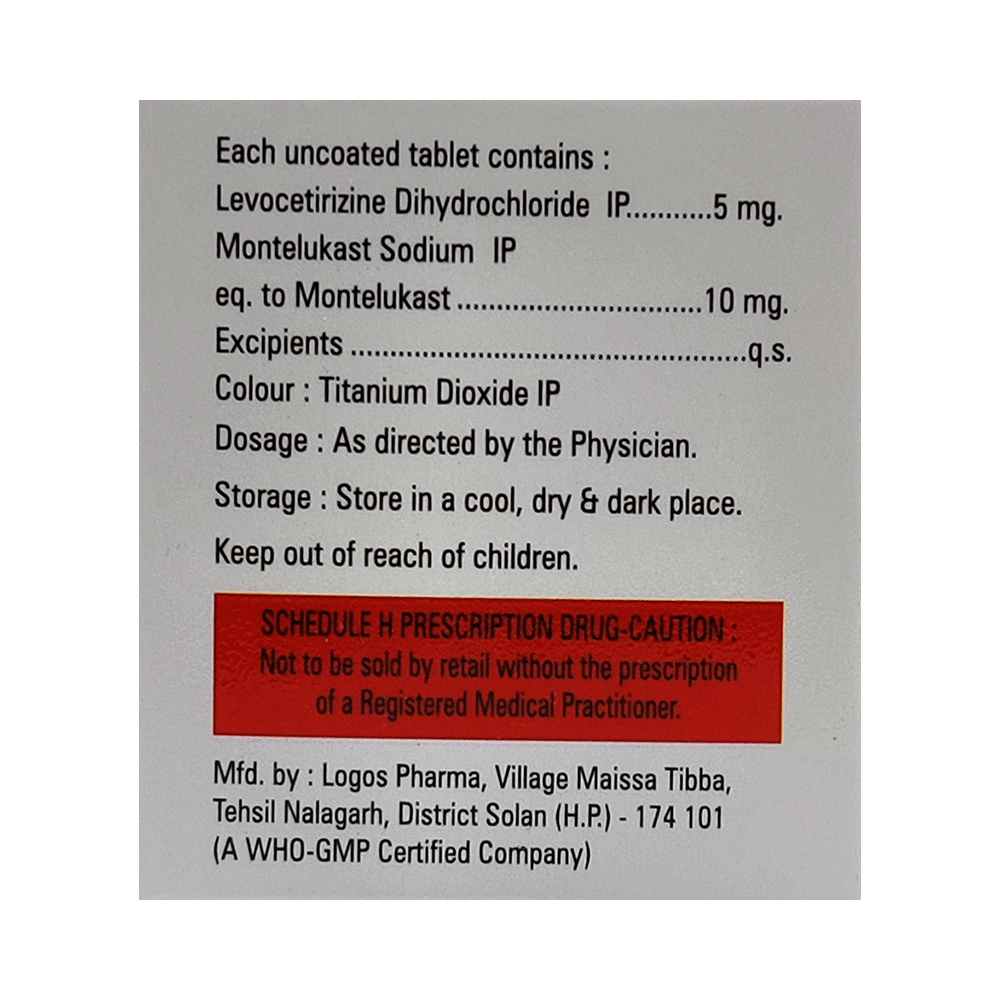 Each uncoated tablet contains :
Levocetirizine Dihydrochloride IP...........5 mg.
Montelukast Sodium IP
eq. to Montelukast ...............................10 mg.
Excipients ..................................................q.s.
Colour : Titanium Dioxide IP
Dosage : As directed by the Physician.
Storage : Store in a cool, dry & dark place.
Keep out of reach of children.
SCHEDULE H PRESCRIPTION DRUG-CAUTION :
Not to be sold by retail without the prescription
of a Registered Medical Practitioner.
Mfd. by : Logos Pharma, Village Maissa Tibba,
Tehsil Nalagarh, District Solan (H.P.) - 174 101
(A WHO-GMP Certified Company)